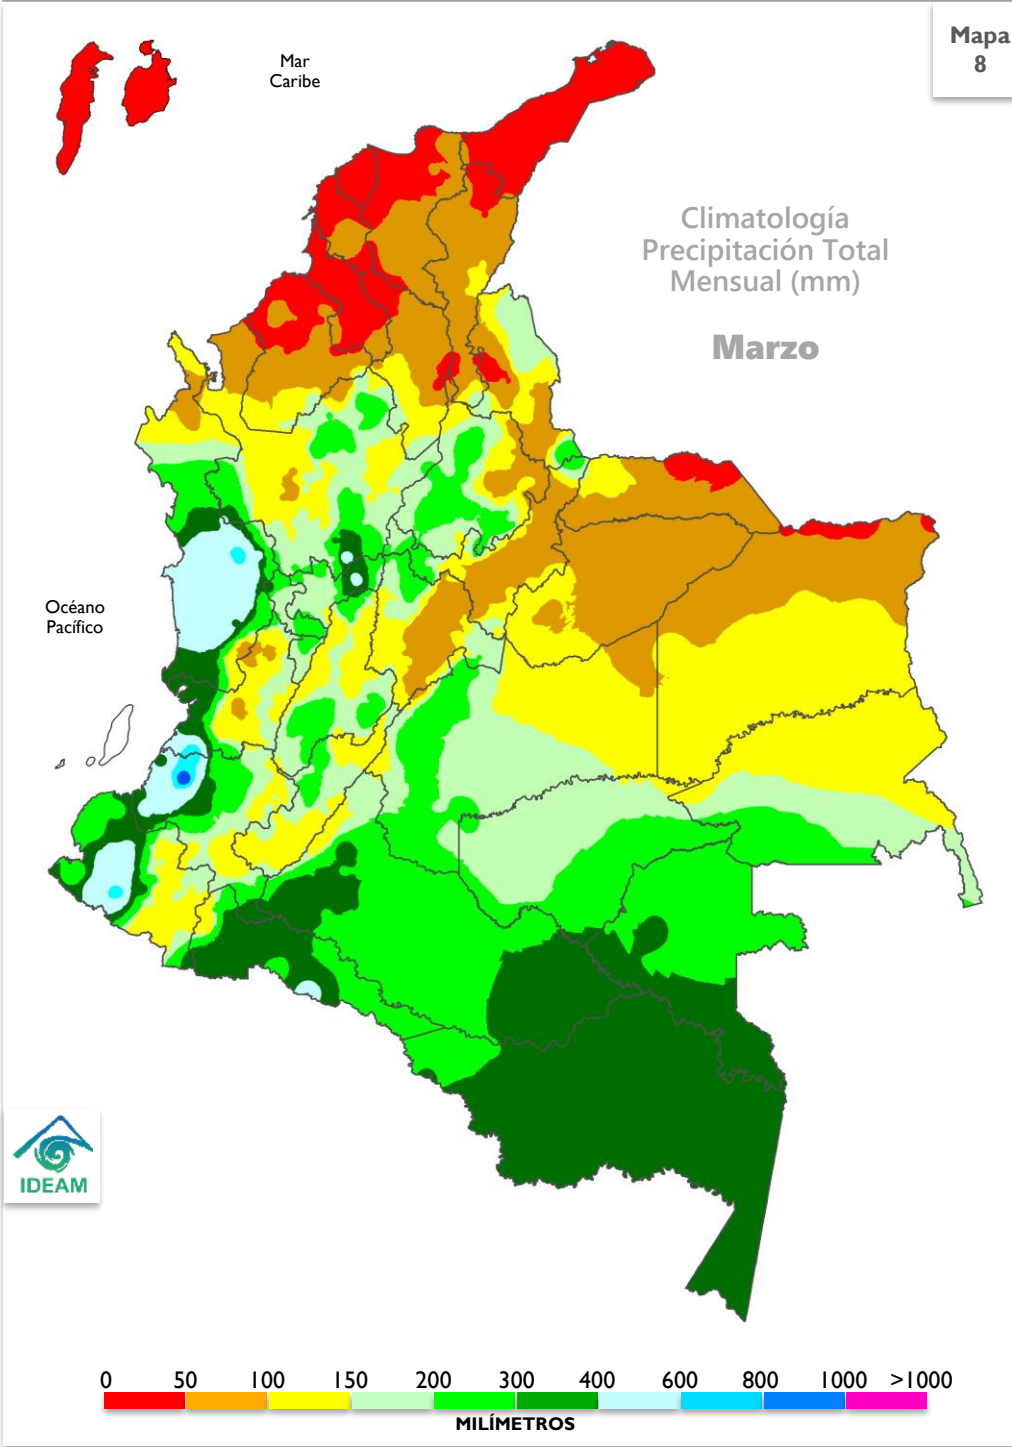 Mapa
8
Mar
Caribe
Climatología
Precipitación Total
Mensual (mm)
Marzo
Océano
Pacífico
IDEAM
0 50 100 150 200 300 400 600 800 1000 >1000
MILÍMETROS